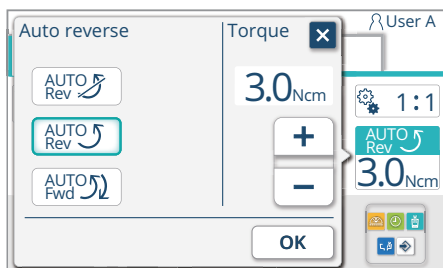 Auto reverse
Torque
User A
AUTO
Rev
3.0Ncm
1:1
AUTO
Rev
+
AUTO
Rev
3.0Ncm
AUTO
Fwd
−
OK